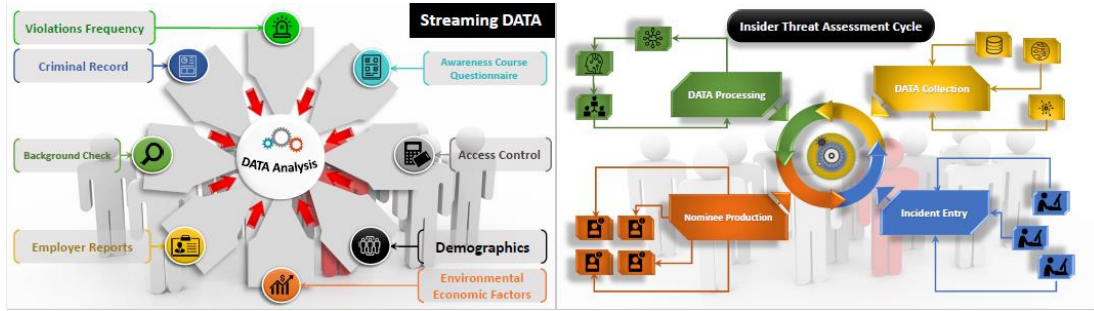 Streaming DATA
Violations Frequency
Criminal Record
Awareness Course
Questionnaire
Background Check
DATA Analysis
Access Control
Employer Reports
Demographics
Environmental
Economic Factors
Insider Threat Assessment Cycle
DATA Processing
DATA Collection
Nominee Production
Incident Entry